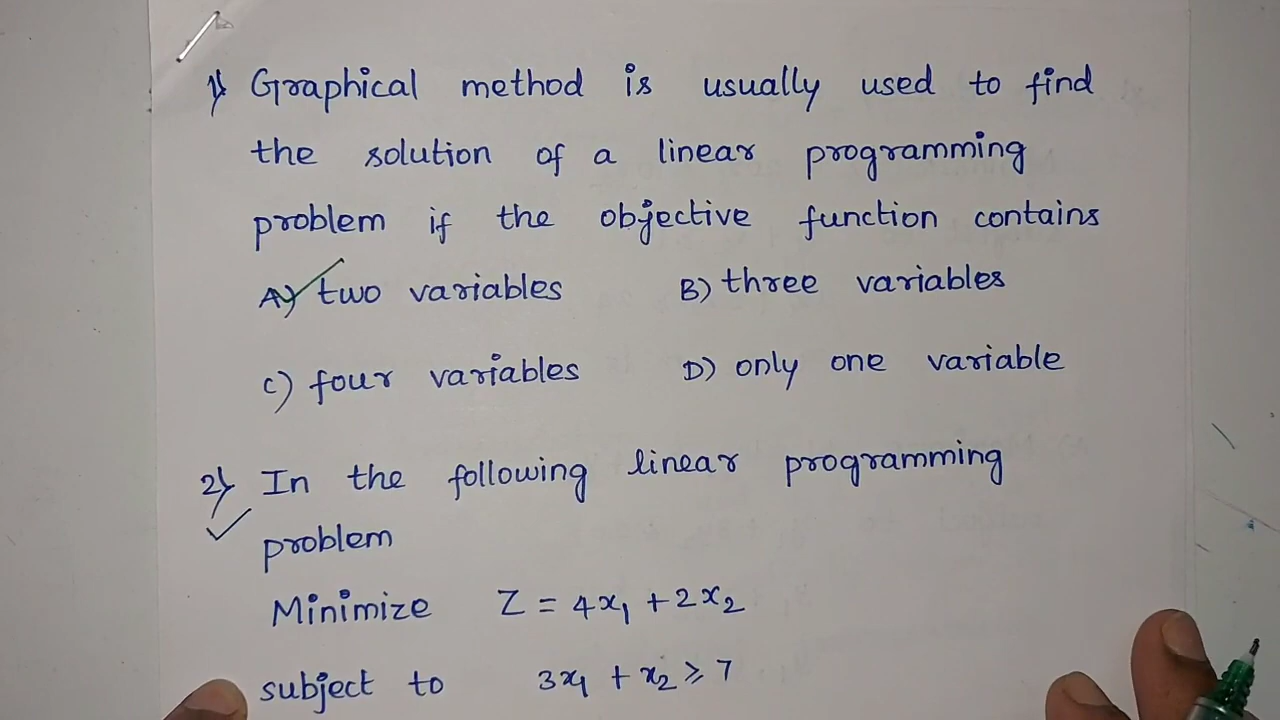 1) Graphical method is usually used to find
the solution of a linear programming
problem if the objective function contains
A) two variables B) three variables
C) four variables D) only one variable
2) In the following linear programming
problem
Minimize Z = 4x₁ + 2x₂
subject to 3x₁ + x₂ ≥ 7